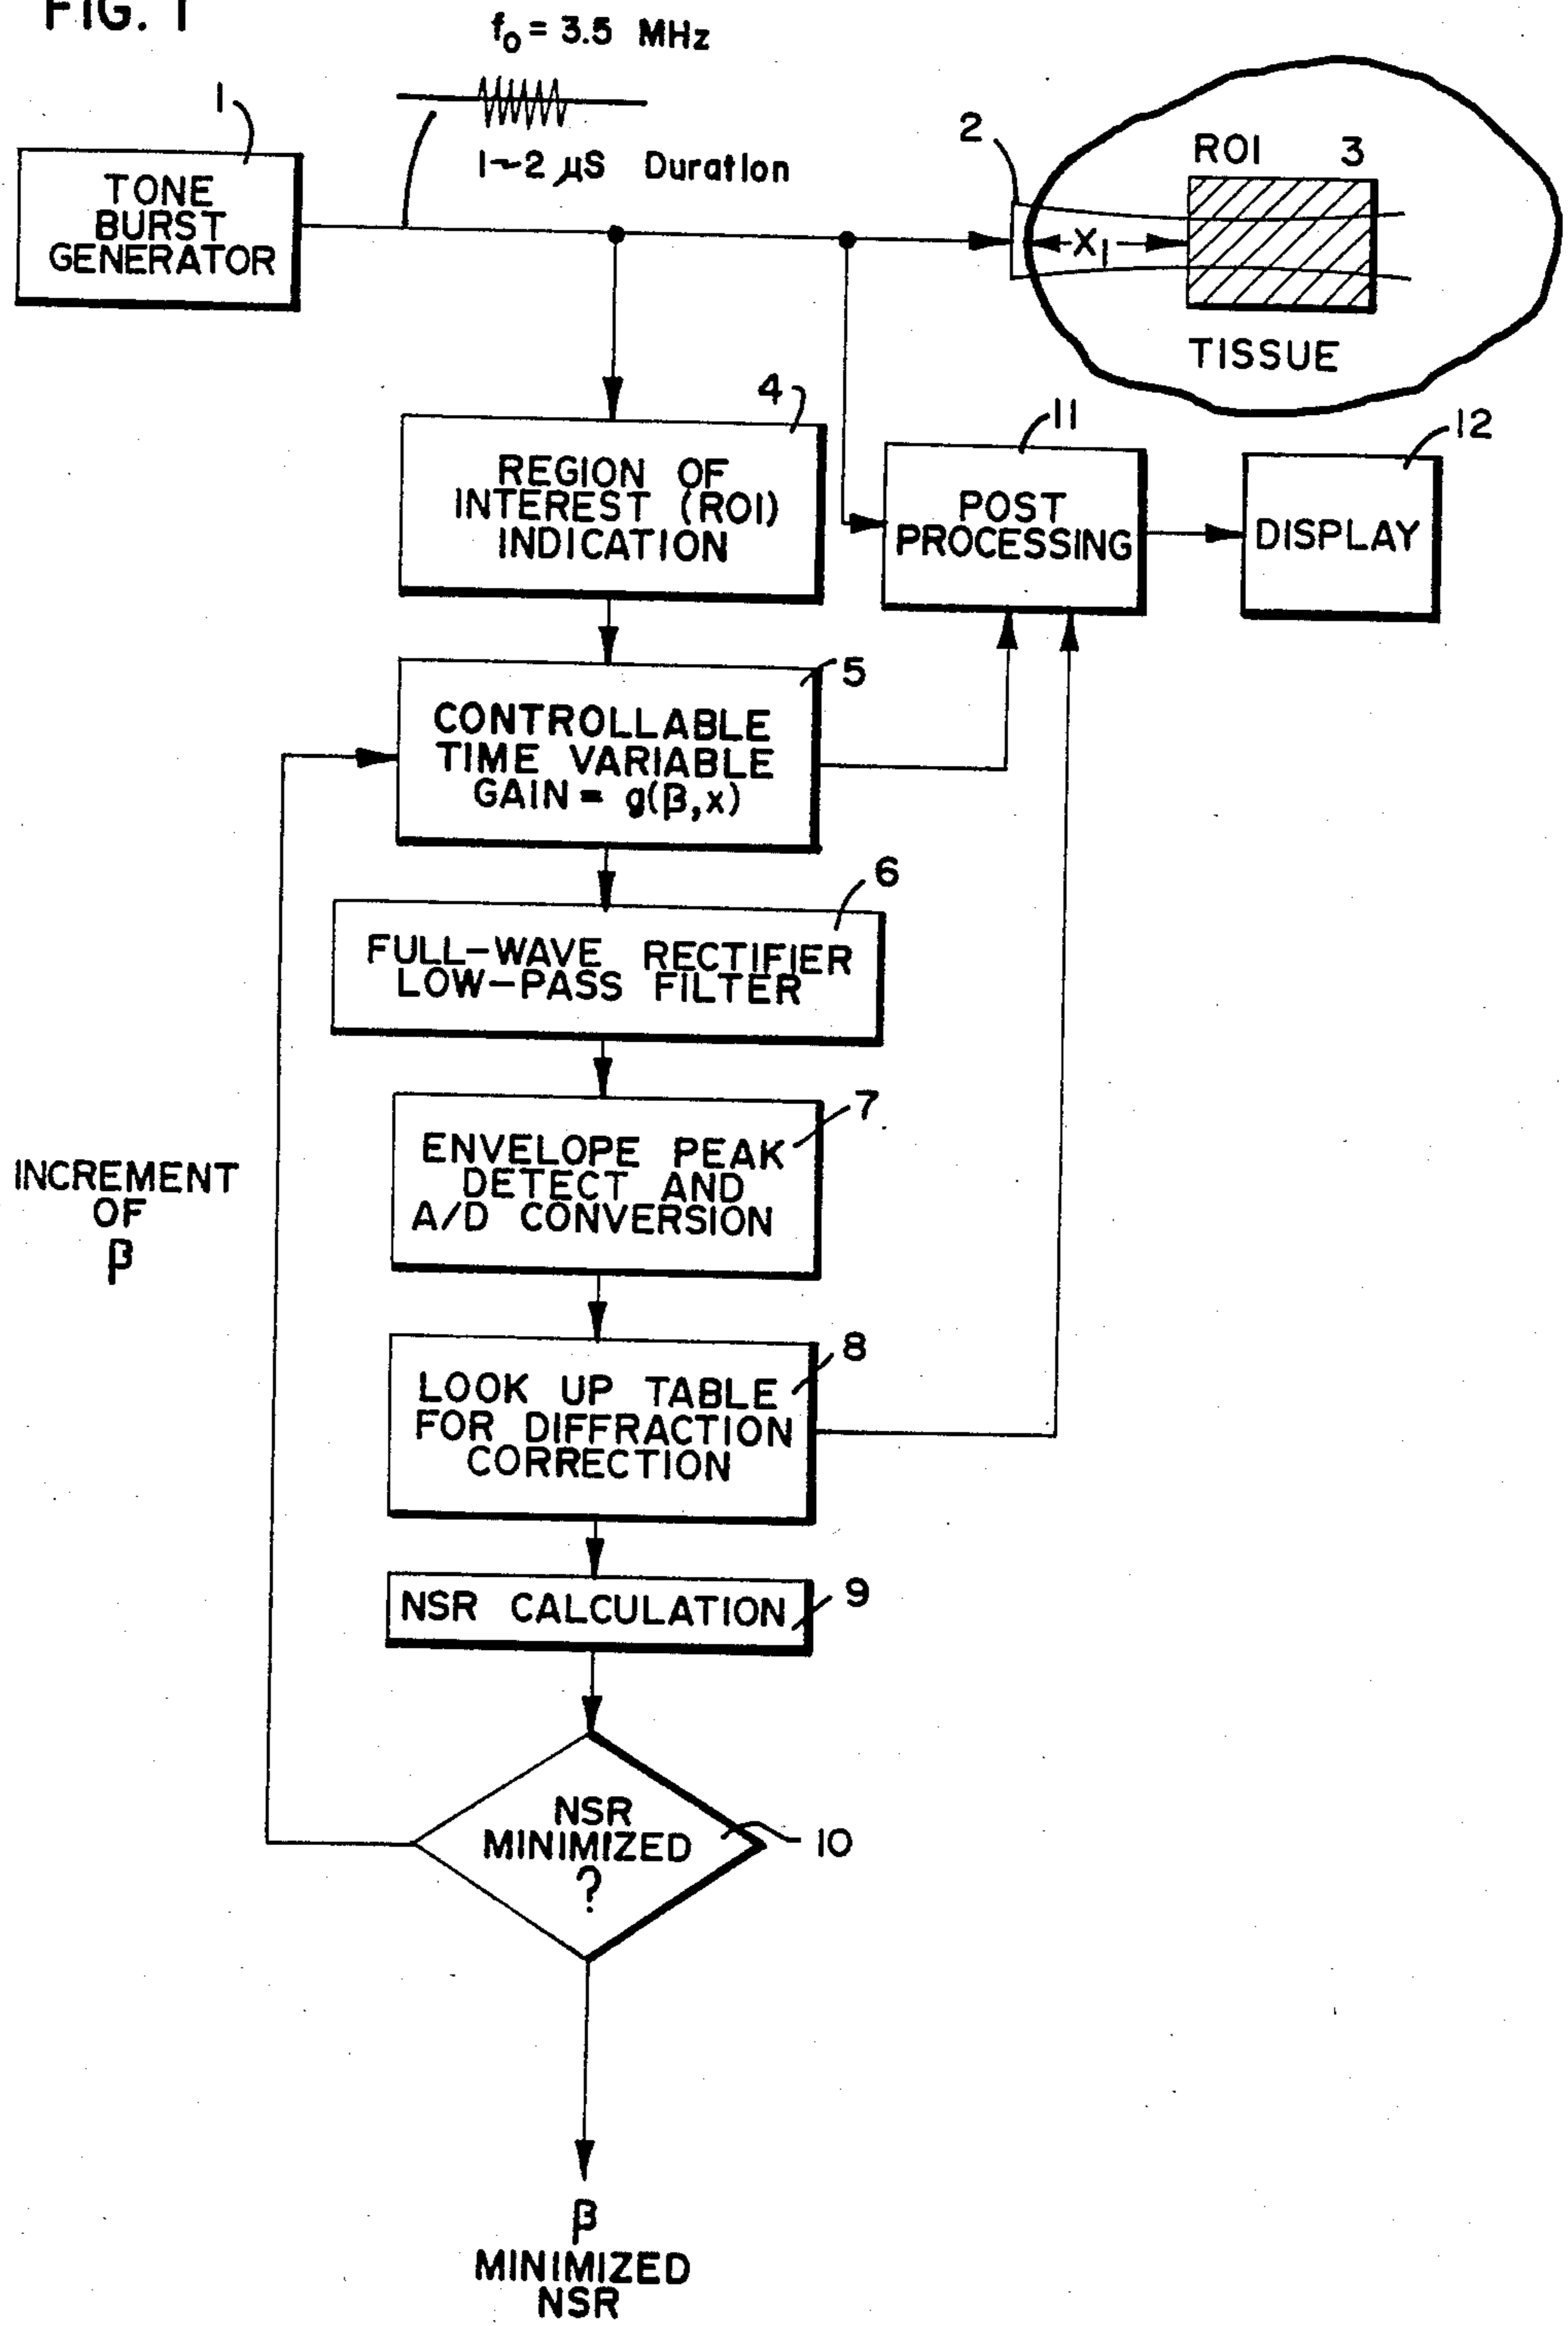 FIG. 1
f₀ = 3.5 MHz
1~2 μS Duration
1
TONE
BURST
GENERATOR
2
ROI 3
X₁
TISSUE
4
REGION OF
INTEREST (ROI)
INDICATION
11
POST
PROCESSING
12
DISPLAY
5
CONTROLLABLE
TIME VARIABLE
GAIN = g(β,x)
6
FULL-WAVE RECTIFIER
LOW-PASS FILTER
7
ENVELOPE PEAK
DETECT AND
A/D CONVERSION
INCREMENT
OF
β
8
LOOK UP TABLE
FOR DIFFRACTION
CORRECTION
9
NSR CALCULATION
10
NSR
MINIMIZED
?
β
MINIMIZED
NSR